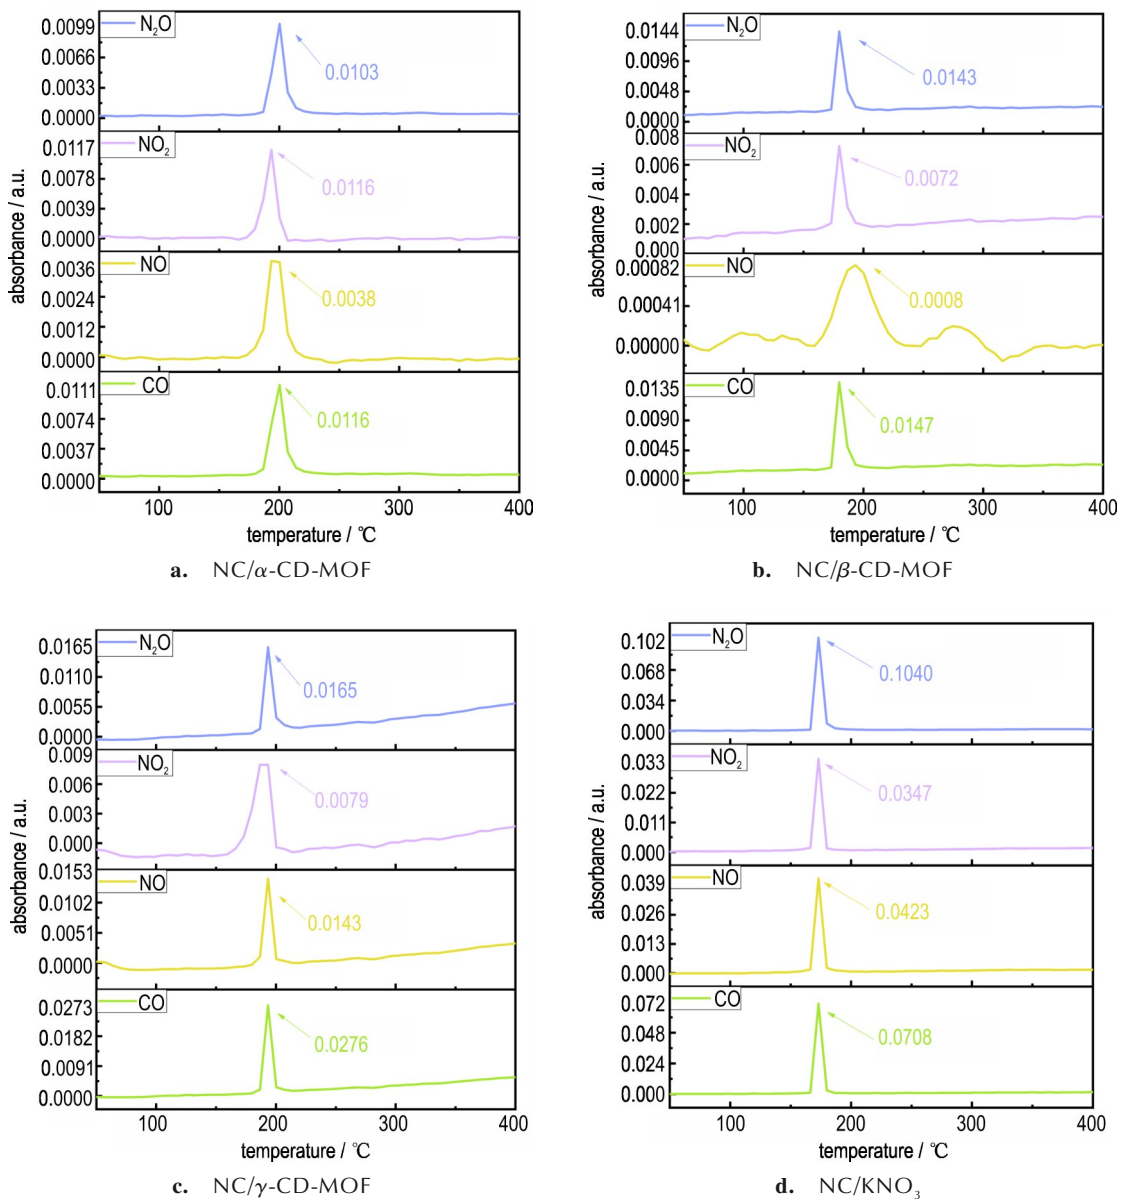 absorbance / a.u.
N₂O
0.0099
0.0066
0.0033
0.0000
0.0103
NO₂
0.0117
0.0078
0.0039
0.0000
0.0116
NO
0.0036
0.0024
0.0012
0.0000
0.0038
CO
0.0111
0.0074
0.0037
0.0000
0.0116
100 200 300 400
temperature / ℃
a. NC/α-CD-MOF
absorbance / a.u.
N₂O
0.0144
0.0096
0.0048
0.0000
0.0143
NO₂
0.008
0.006
0.004
0.002
0.000
0.0072
NO
0.00082
0.00041
0.00000
0.0008
CO
0.0135
0.0090
0.0045
0.0000
0.0147
100 200 300 400
temperature / ℃
b. NC/β-CD-MOF
absorbance / a.u.
N₂O
0.0165
0.0110
0.0055
0.0000
0.0165
NO₂
0.009
0.006
0.003
0.000
0.0079
NO
0.0153
0.0102
0.0051
0.0000
0.0143
CO
0.0273
0.0182
0.0091
0.0000
0.0276
100 200 300 400
temperature / ℃
c. NC/γ-CD-MOF
absorbance / a.u.
N₂O
0.102
0.068
0.034
0.000
0.1040
NO₂
0.033
0.022
0.011
0.000
0.0347
NO
0.039
0.026
0.013
0.000
0.0423
CO
0.072
0.048
0.024
0.000
0.0708
100 200 300 400
temperature / ℃
d. NC/KNO₃